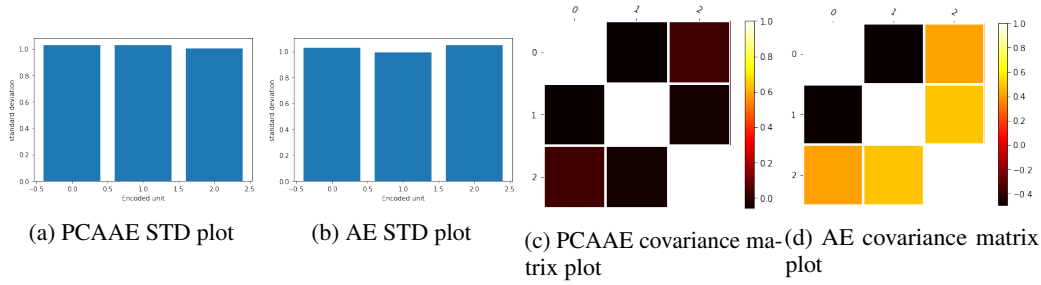 1.0
0.8
0.6
0.4
0.2
0.0
standard deviation
−0.5 0.0 0.5 1.0 1.5 2.0 2.5
Encoded unit
(a) PCAAE STD plot
1.0
0.8
0.6
0.4
0.2
0.0
standard deviation
−0.5 0.0 0.5 1.0 1.5 2.0 2.5
Encoded unit
(b) AE STD plot
0 1 2
0
1
2
1.0
0.8
0.6
0.4
0.2
0.0
(c) PCAAE covariance ma-
trix plot
0 1 2
0
1
2
1.0
0.8
0.6
0.4
0.2
0.0
−0.2
−0.4
(d) AE covariance matrix
plot